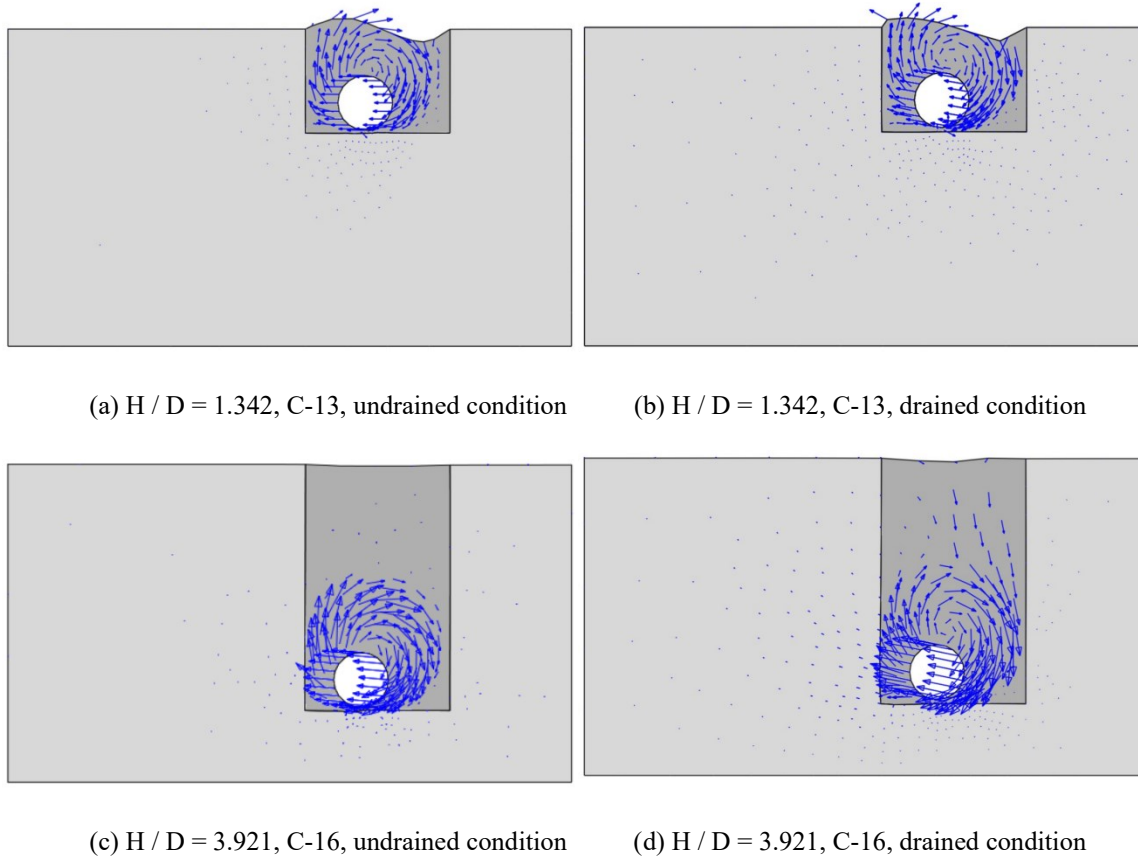 (a) H / D = 1.342, C-13, undrained condition
(b) H / D = 1.342, C-13, drained condition
(c) H / D = 3.921, C-16, undrained condition
(d) H / D = 3.921, C-16, drained condition